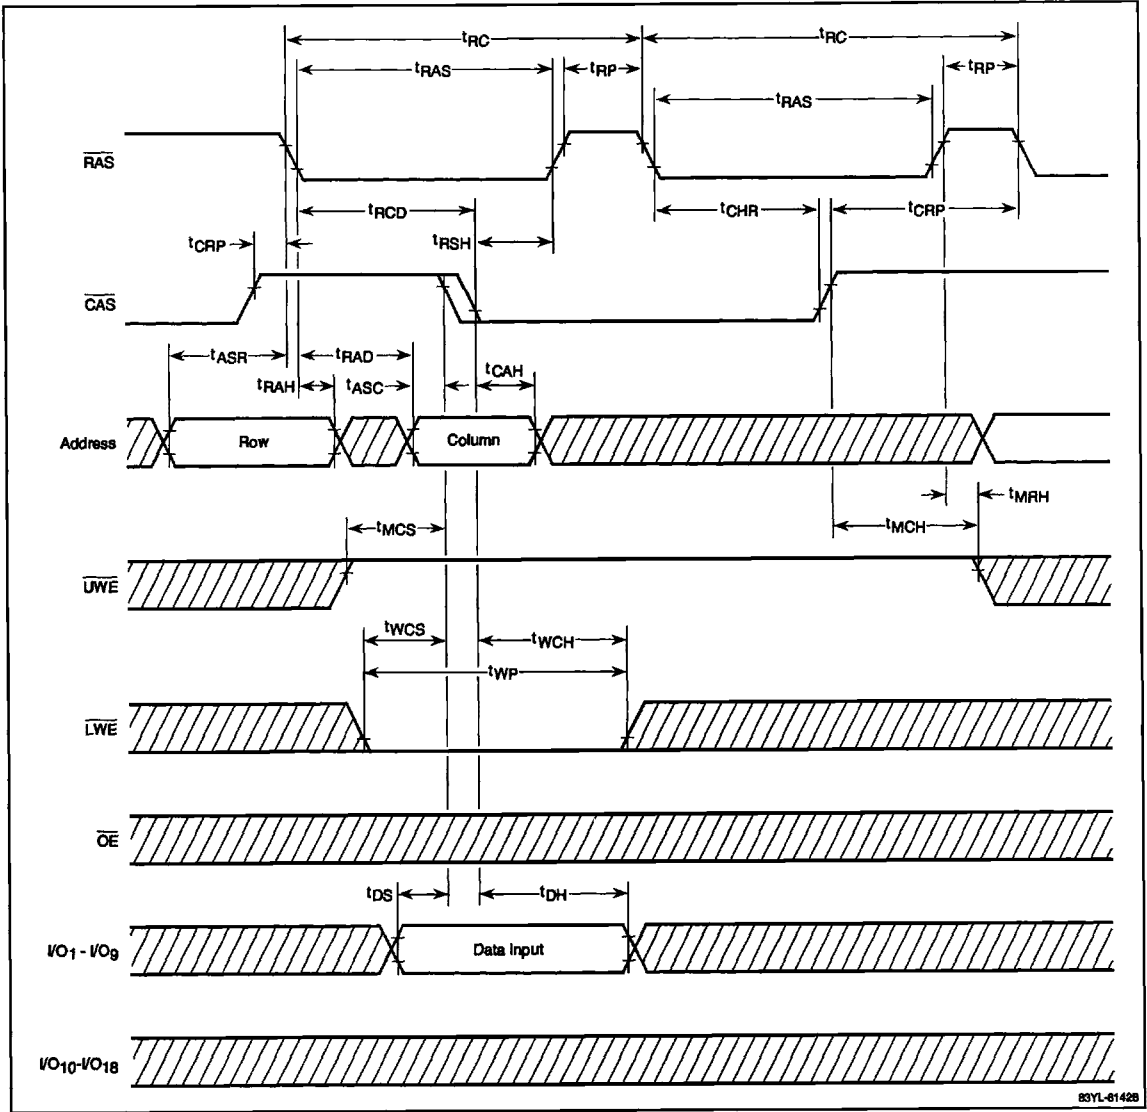 tRC tRC
tRAS tRP tRP
tRAS
RAS
tRCD tCHR tCRP
tCRP tRSH
CAS
tASR tRAD
tRAH tASC tCAH
Address Row Column
tMRH
tMCS tMCH
UWE
tWCS tWCH
tWP
LWE
OE
tDS tDH
I/O1 - I/O9 Data Input
I/O10-I/O18
83YL-6142B